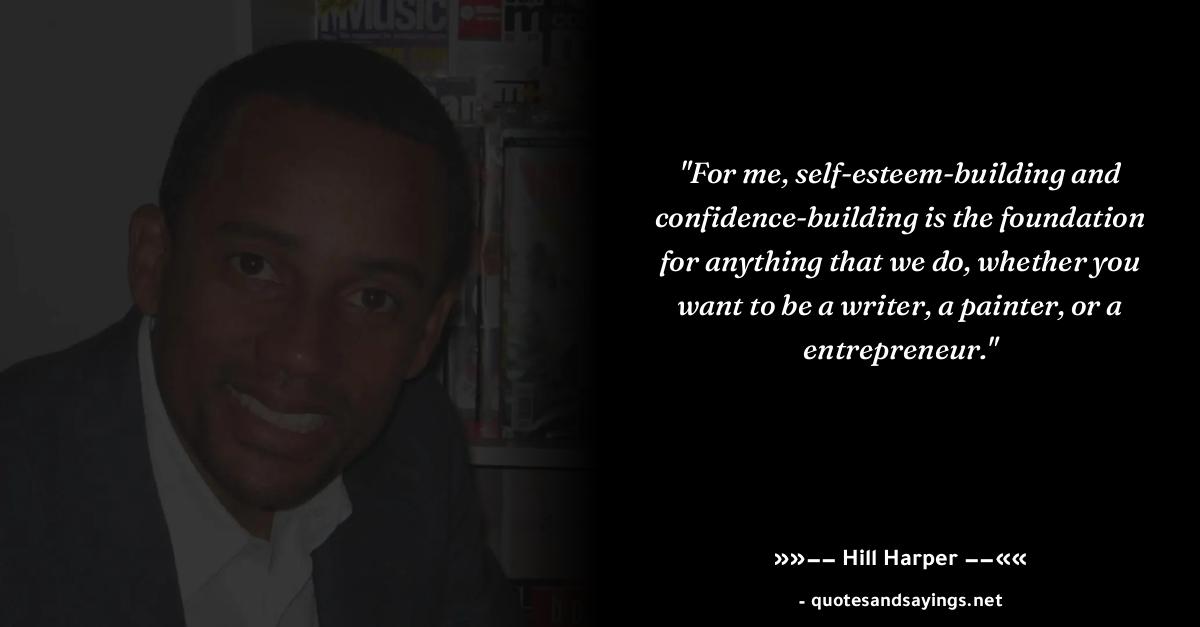 MUSIC
"For me, self-esteem-building and
confidence-building is the foundation
for anything that we do, whether you
want to be a writer, a painter, or a
entrepreneur."
»»–– Hill Harper ––««
- quotesandsayings.net